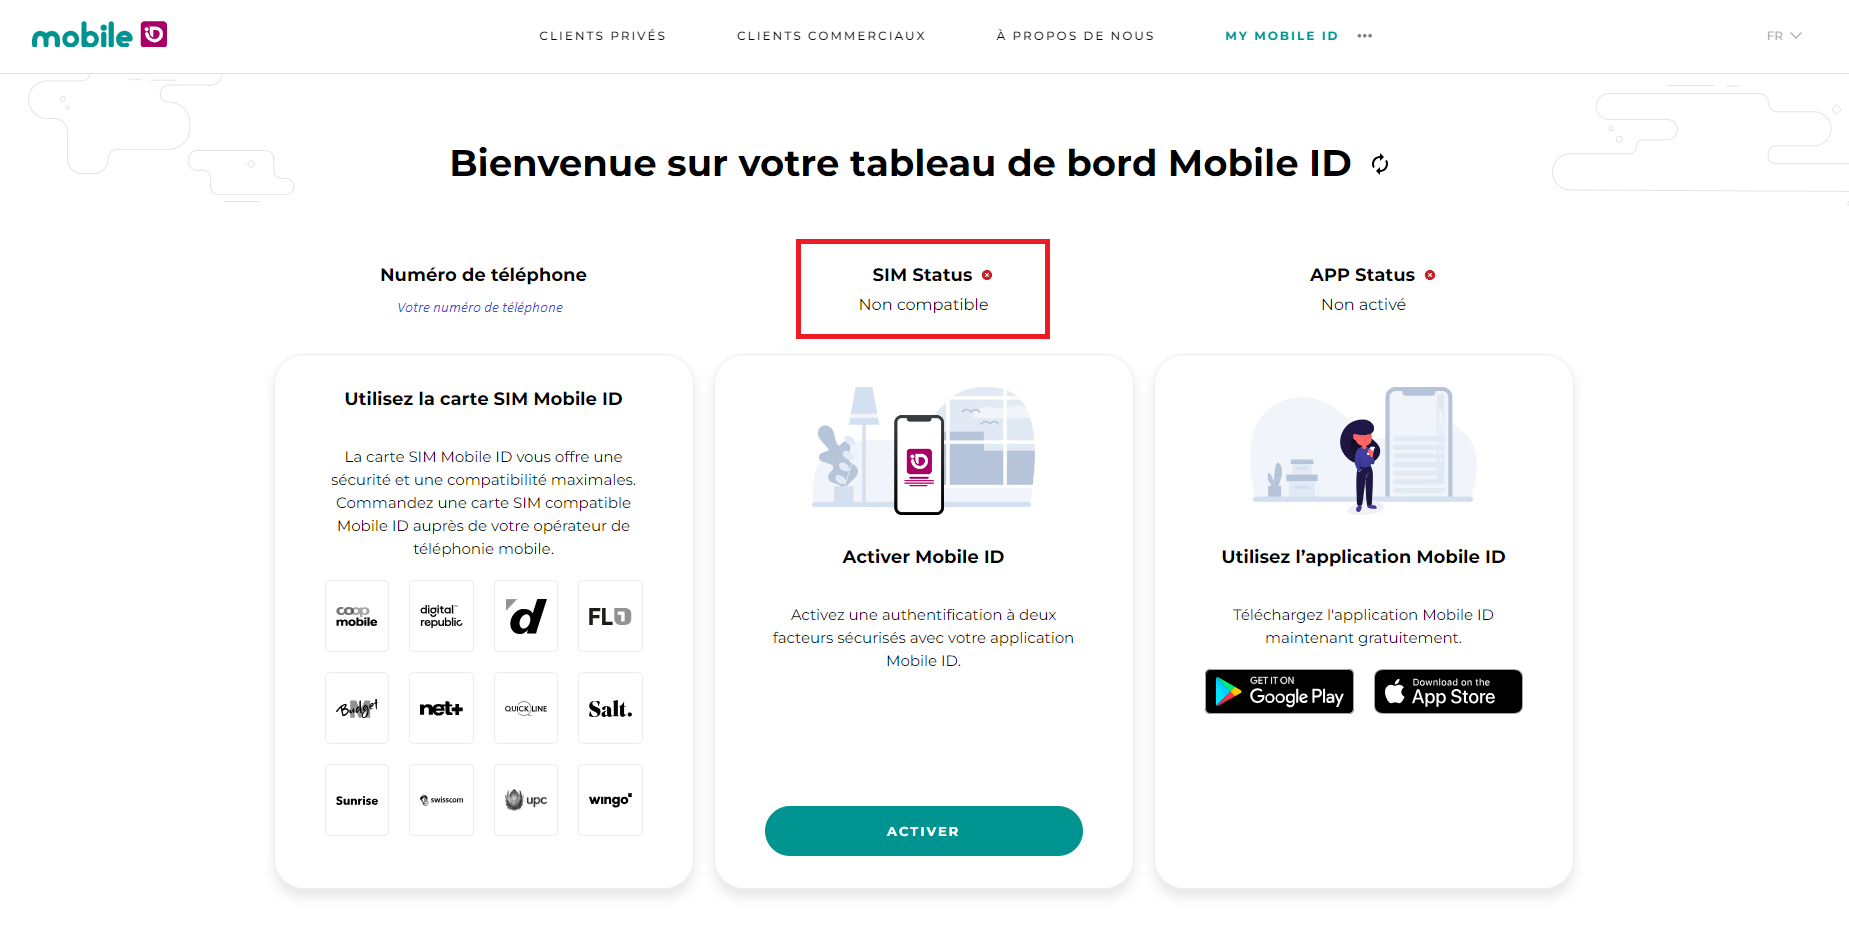 mobile iD
CLIENTS PRIVÉS
CLIENTS COMMERCIAUX
À PROPOS DE NOUS
MY MOBILE ID
FR
Bienvenue sur votre tableau de bord Mobile ID
Numéro de téléphone
Votre numéro de téléphone
SIM Status
Non compatible
APP Status
Non activé
Utilisez la carte SIM Mobile ID
La carte SIM Mobile ID vous offre une
sécurité et une compatibilité maximales.
Commandez une carte SIM compatible
Mobile ID auprès de votre opérateur de
téléphonie mobile.
coop
mobile
digital
republic
d
FL1
M Budget
net+
QUICKLINE
Salt.
Sunrise
swisscom
upc
wingo
iD
Activer Mobile ID
Activez une authentification à deux
facteurs sécurisés avec votre application
Mobile ID.
ACTIVER
Utilisez l'application Mobile ID
Téléchargez l'application Mobile ID
maintenant gratuitement.
GET IT ON
Google Play
Download on the
App Store